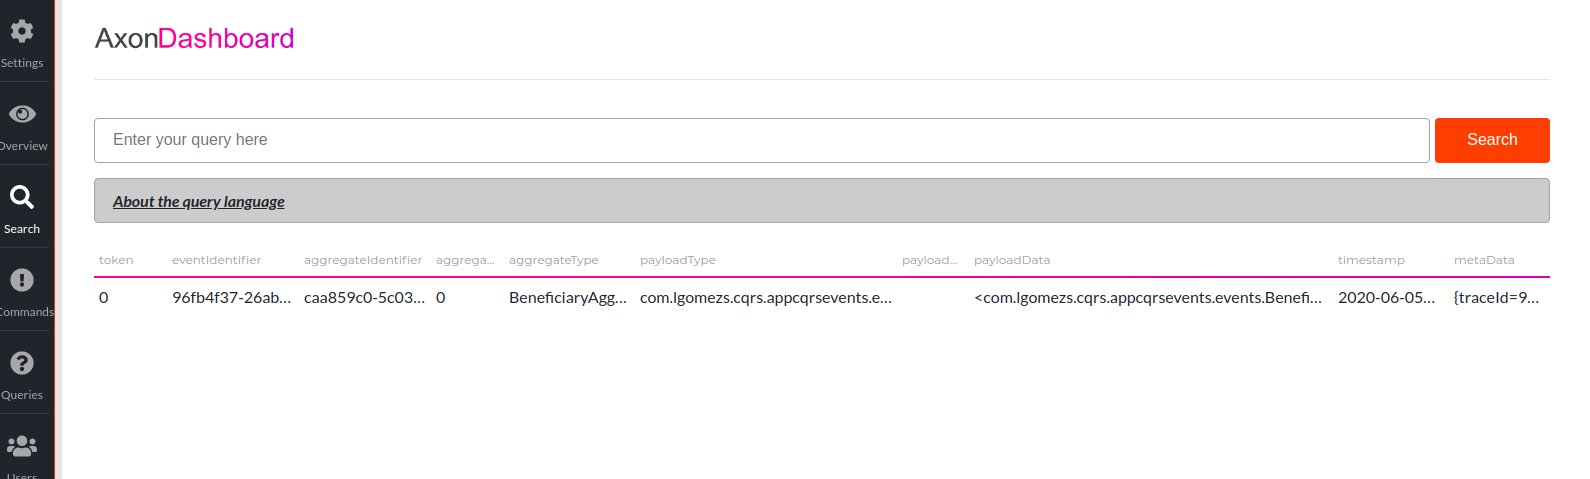 AxonDashboard
Settings
Overview
Search
Commands
Queries
Users
Enter your query here
Search
About the query language
token eventIdentifier aggregateIdentifier aggrega... aggregateType payloadType payload... payloadData timestamp metaData
0 96fb4f37-26ab... caa859c0-5c03... 0 BeneficiaryAgg... com.lgomezs.cqrs.appcqrsevents.e... <com.lgomezs.cqrs.appcqrsevents.events.Benefi... 2020-06-05... {traceId=9...